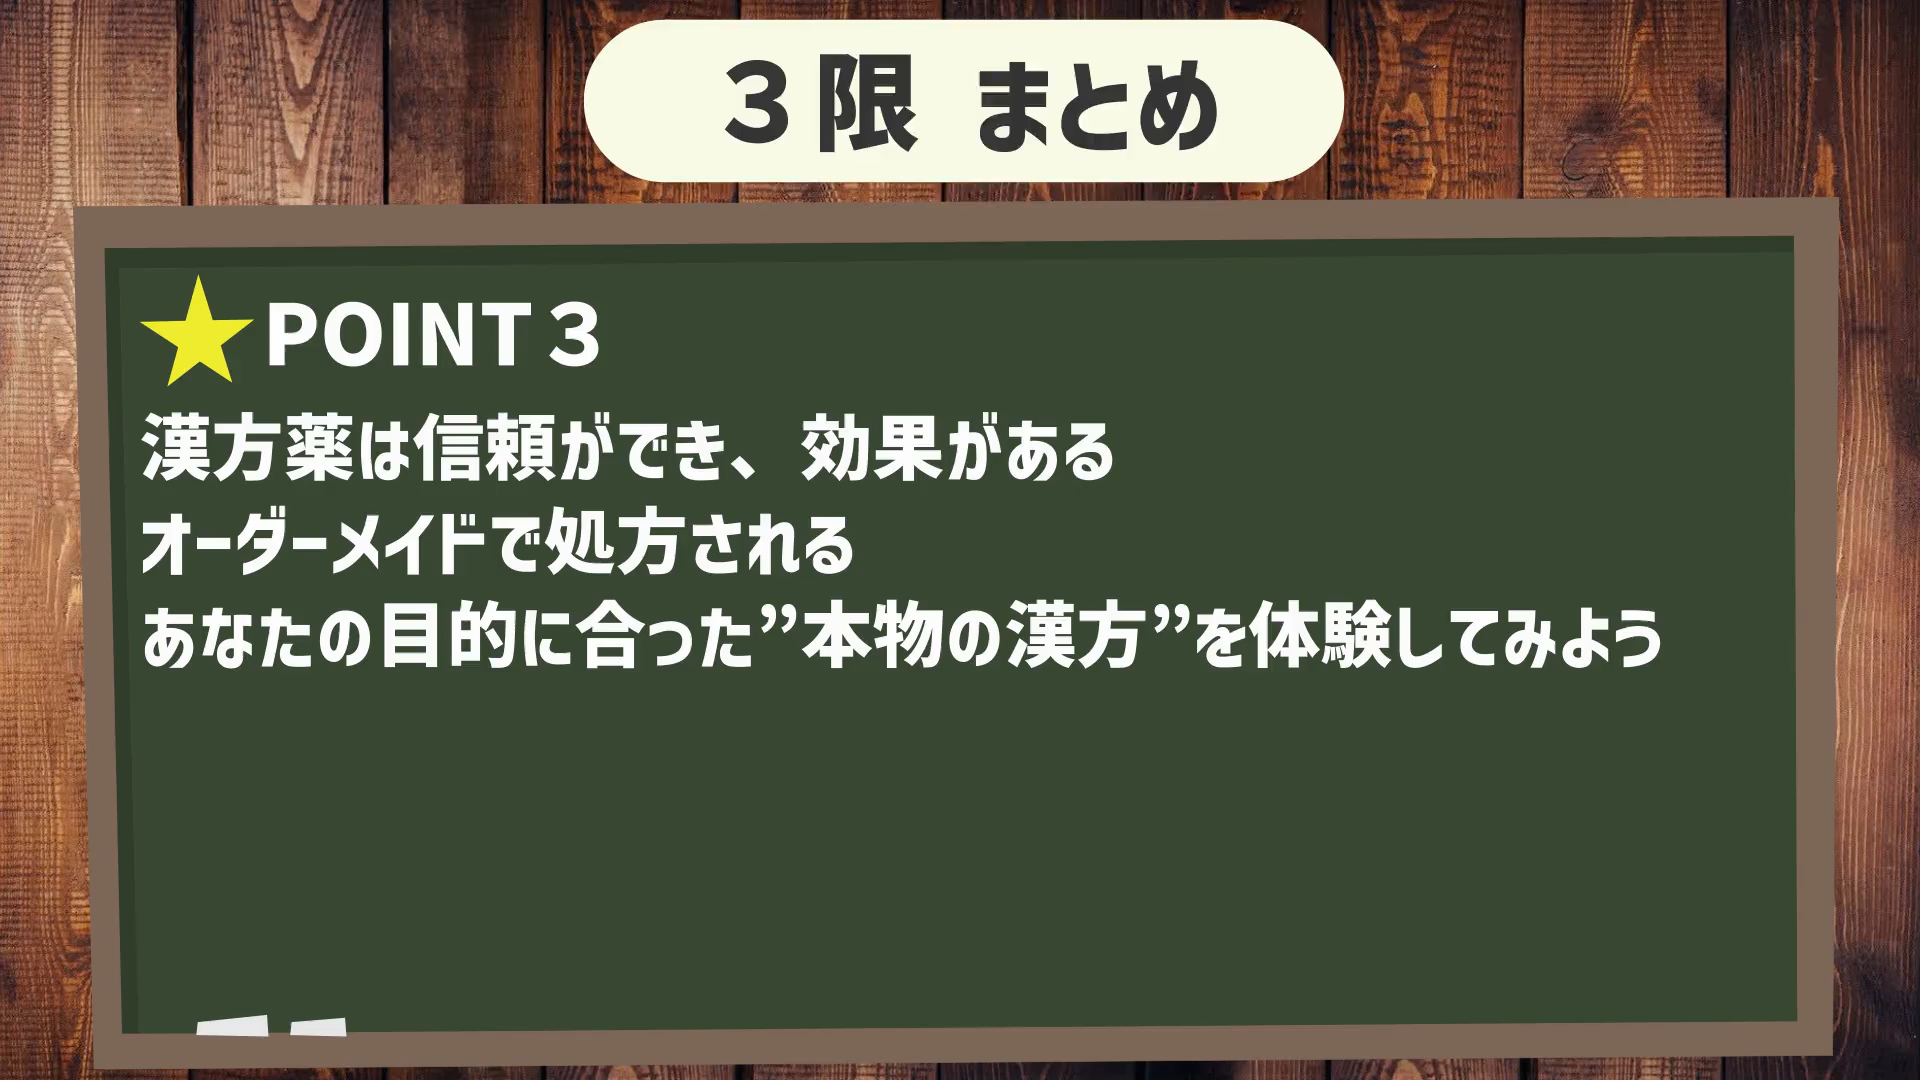 ３限 まとめ
★POINT３
漢方薬は信頼ができ、効果がある
オーダーメイドで処方される
あなたの目的に合った”本物の漢方”を体験してみよう